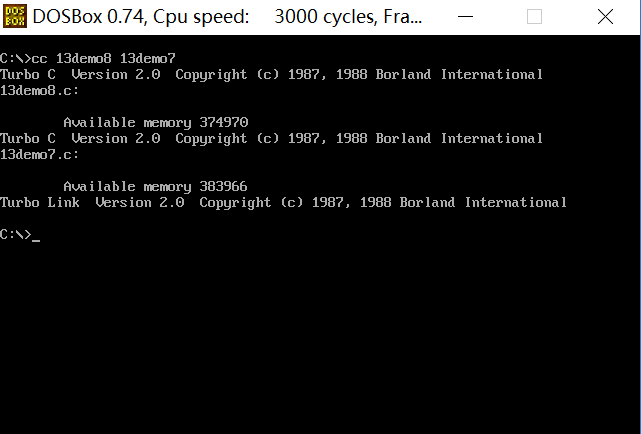 DOS
BOX
DOSBox 0.74, Cpu speed: 3000 cycles, Fra...
C:\>cc 13demo8 13demo7
Turbo C Version 2.0 Copyright (c) 1987, 1988 Borland International
13demo8.c:
Available memory 374970
Turbo C Version 2.0 Copyright (c) 1987, 1988 Borland International
13demo7.c:
Available memory 383966
Turbo Link Version 2.0 Copyright (c) 1987, 1988 Borland International
C:\>_